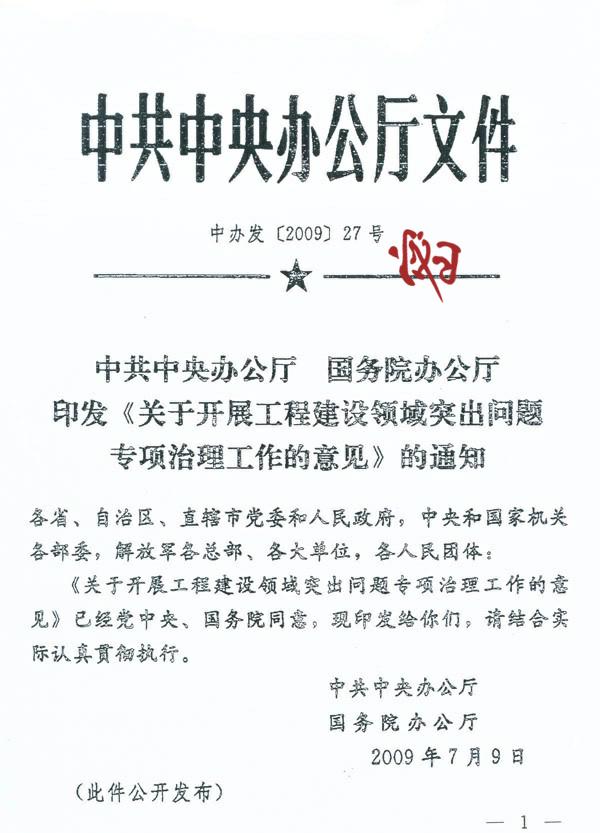 中共中央办公厅文件
中办发〔2009〕27号
中共中央办公厅　国务院办公厅
印发《关于开展工程建设领域突出问题
专项治理工作的意见》的通知
各省、自治区、直辖市党委和人民政府，中央和国家机关
各部委，解放军各总部、各大单位，各人民团体：
《关于开展工程建设领域突出问题专项治理工作的意
见》已经党中央、国务院同意，现印发给你们，请结合实
际认真贯彻执行。
中共中央办公厅
国务院办公厅
2009年7月9日
（此件公开发布）
— 1 —